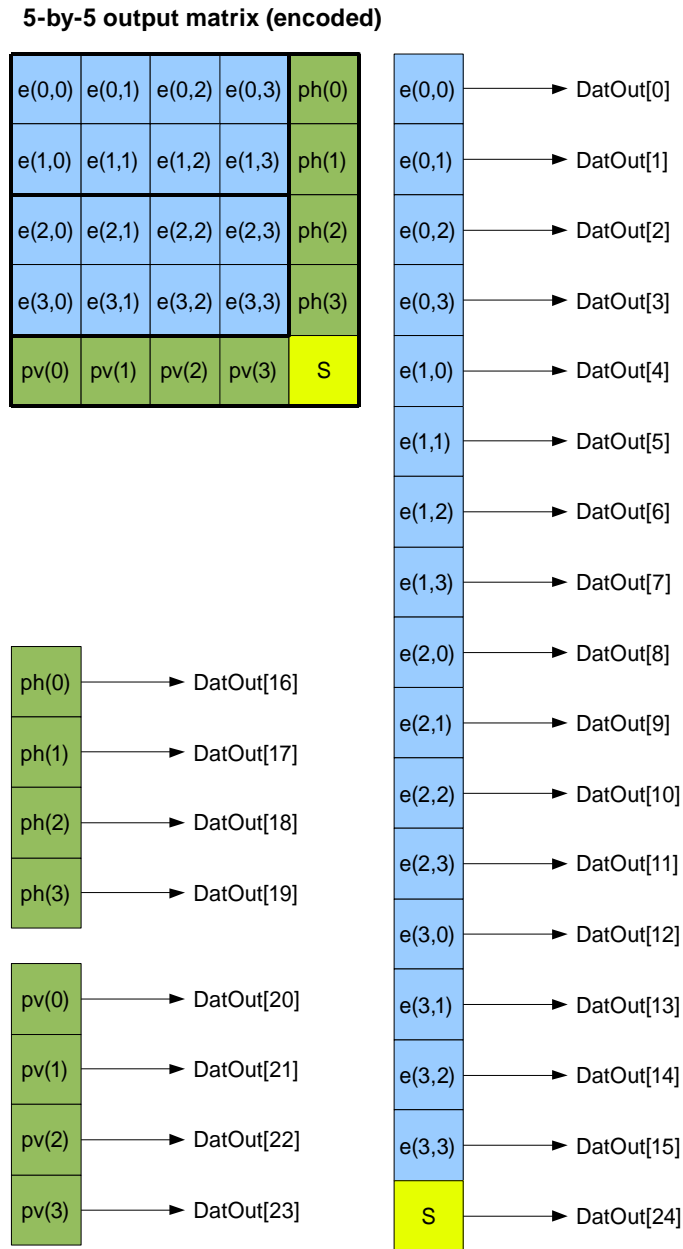 5-by-5 output matrix (encoded)
e(0,0) e(0,1) e(0,2) e(0,3) ph(0)
e(1,0) e(1,1) e(1,2) e(1,3) ph(1)
e(2,0) e(2,1) e(2,2) e(2,3) ph(2)
e(3,0) e(3,1) e(3,2) e(3,3) ph(3)
pv(0) pv(1) pv(2) pv(3) S
ph(0) DatOut[16]
ph(1) DatOut[17]
ph(2) DatOut[18]
ph(3) DatOut[19]
pv(0) DatOut[20]
pv(1) DatOut[21]
pv(2) DatOut[22]
pv(3) DatOut[23]
e(0,0) DatOut[0]
e(0,1) DatOut[1]
e(0,2) DatOut[2]
e(0,3) DatOut[3]
e(1,0) DatOut[4]
e(1,1) DatOut[5]
e(1,2) DatOut[6]
e(1,3) DatOut[7]
e(2,0) DatOut[8]
e(2,1) DatOut[9]
e(2,2) DatOut[10]
e(2,3) DatOut[11]
e(3,0) DatOut[12]
e(3,1) DatOut[13]
e(3,2) DatOut[14]
e(3,3) DatOut[15]
S DatOut[24]